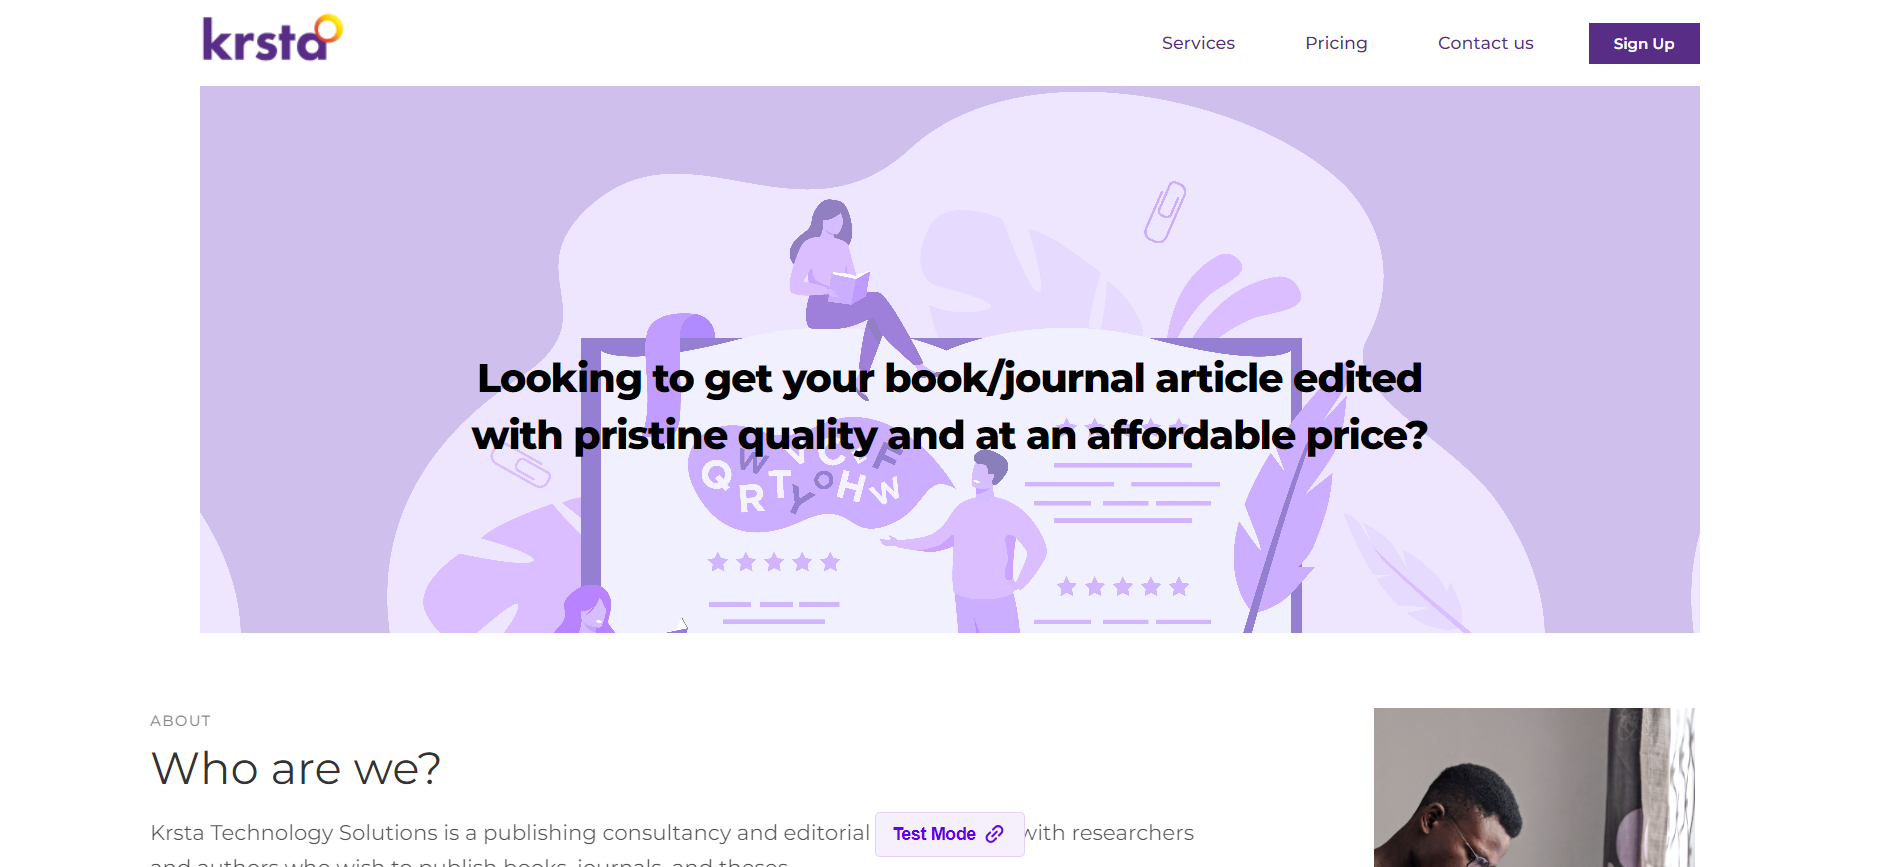 krsta
Services
Pricing
Contact us
Sign Up
Looking to get your book/journal article edited
with pristine quality and at an affordable price?
Q W V C F
R T Y O H W
ABOUT
Who are we?
Krsta Technology Solutions is a publishing consultancy and editorial
Test Mode
with researchers
and authors who wish to publish books, journals, and theses.